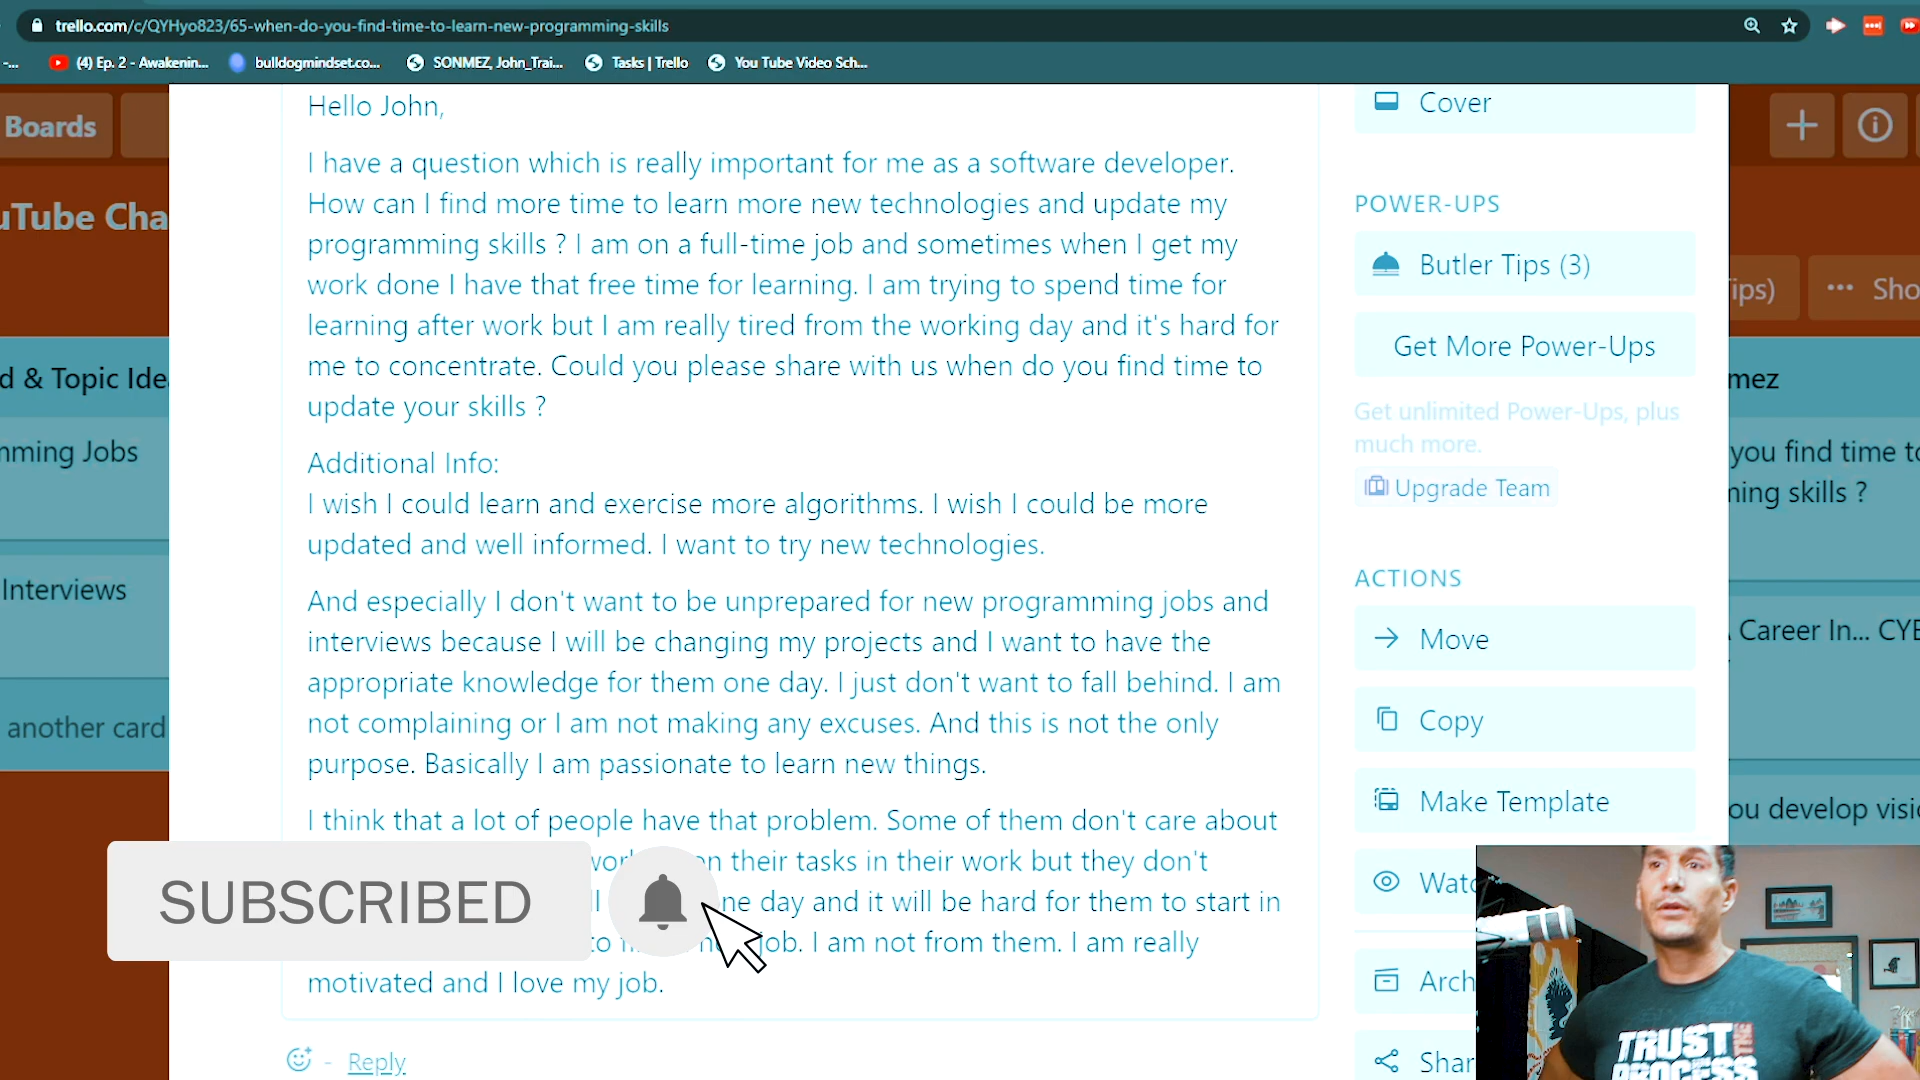 trello.com/c/QYHyo823/65-when-do-you-find-time-to-learn-new-programming-skills
(4) Ep. 2 - Awakenin...
bulldogmindset.co...
SONMEZ, John_Trai...
Tasks | Trello
You Tube Video Sch...
Boards
uTube Cha
d & Topic Ide
mming Jobs
Interviews
another card
Hello John,
I have a question which is really important for me as a software developer.
How can I find more time to learn more new technologies and update my
programming skills ? I am on a full-time job and sometimes when I get my
work done I have that free time for learning. I am trying to spend time for
learning after work but I am really tired from the working day and it's hard for
me to concentrate. Could you please share with us when do you find time to
update your skills ?
Additional Info:
I wish I could learn and exercise more algorithms. I wish I could be more
updated and well informed. I want to try new technologies.
And especially I don't want to be unprepared for new programming jobs and
interviews because I will be changing my projects and I want to have the
appropriate knowledge for them one day. I just don't want to fall behind. I am
not complaining or I am not making any excuses. And this is not the only
purpose. Basically I am passionate to learn new things.
I think that a lot of people have that problem. Some of them don't care about
on their tasks in their work but they don't
day and it will be hard for them to start in
job. I am not from them. I am really
motivated and I love my job.
SUBSCRIBED
- Reply
Cover
POWER-UPS
Butler Tips (3)
Get More Power-Ups
Get unlimited Power-Ups, plus
much more.
Upgrade Team
ACTIONS
Move
Copy
Make Template
Watc
Arch
Shar
ips)
··· Sho
mez
you find time to
ning skills ?
Career In... CYB
ou develop visio
TRUST THE
PROCESS